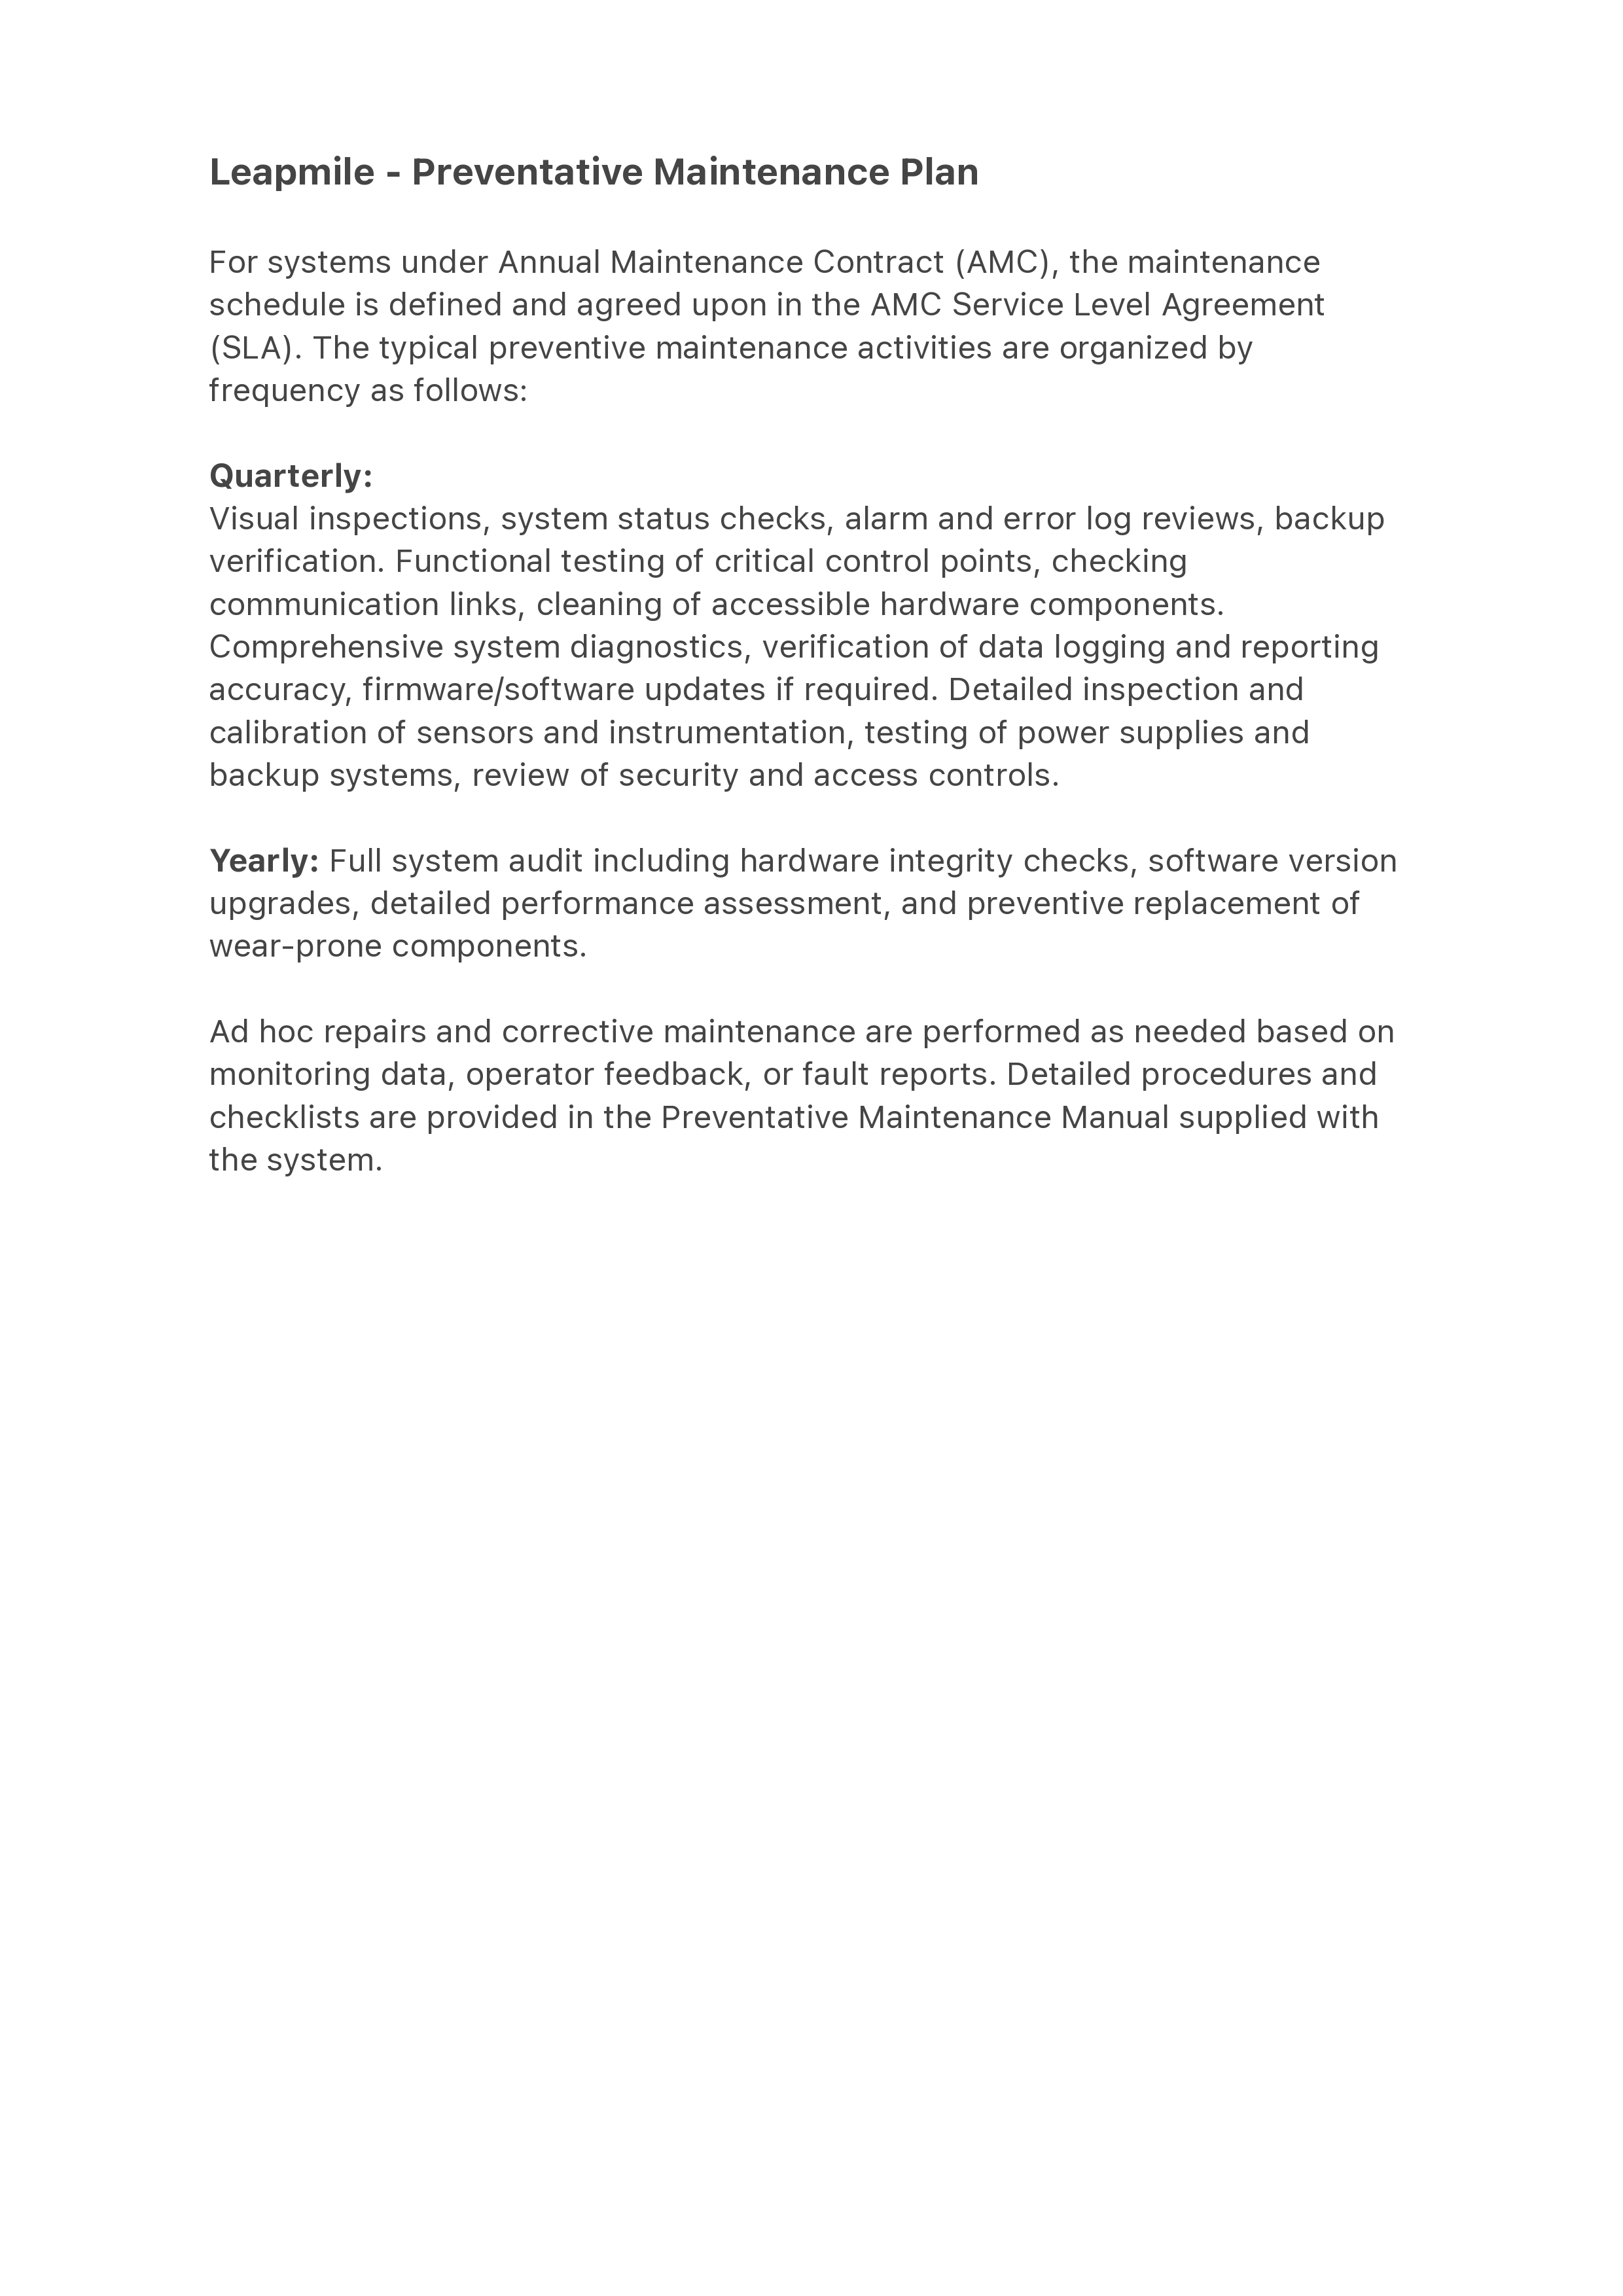 Leapmile - Preventative Maintenance Plan
For systems under Annual Maintenance Contract (AMC), the maintenance
schedule is defined and agreed upon in the AMC Service Level Agreement
(SLA). The typical preventive maintenance activities are organized by
frequency as follows:
Quarterly:
Visual inspections, system status checks, alarm and error log reviews, backup
verification. Functional testing of critical control points, checking
communication links, cleaning of accessible hardware components.
Comprehensive system diagnostics, verification of data logging and reporting
accuracy, firmware/software updates if required. Detailed inspection and
calibration of sensors and instrumentation, testing of power supplies and
backup systems, review of security and access controls.
Yearly: Full system audit including hardware integrity checks, software version
upgrades, detailed performance assessment, and preventive replacement of
wear-prone components.
Ad hoc repairs and corrective maintenance are performed as needed based on
monitoring data, operator feedback, or fault reports. Detailed procedures and
checklists are provided in the Preventative Maintenance Manual supplied with
the system.